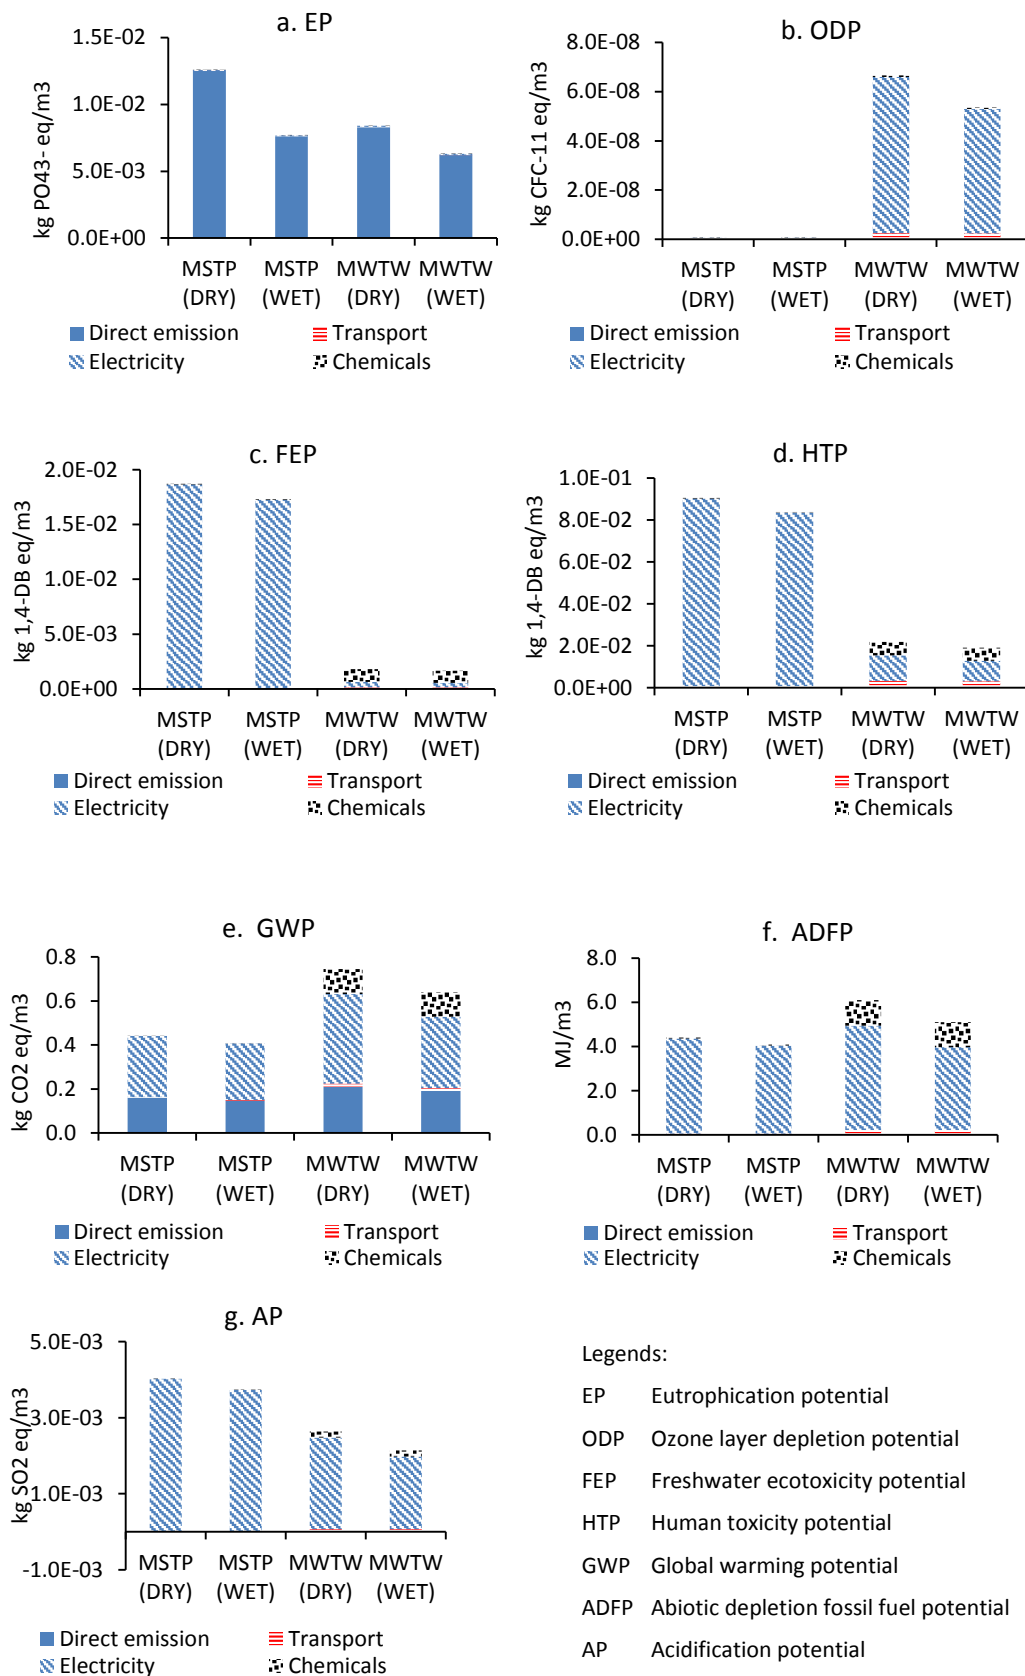 a. EP
kg PO43- eq/m3
1.5E-02
1.0E-02
5.0E-03
0.0E+00
MSTP (DRY)
MSTP (WET)
MWTW (DRY)
MWTW (WET)
Direct emission
Transport
Electricity
Chemicals
b. ODP
kg CFC-11 eq/m3
8.0E-08
6.0E-08
4.0E-08
2.0E-08
0.0E+00
MSTP (DRY)
MSTP (WET)
MWTW (DRY)
MWTW (WET)
Direct emission
Transport
Electricity
Chemicals
c. FEP
kg 1,4-DB eq/m3
2.0E-02
1.5E-02
1.0E-02
5.0E-03
0.0E+00
MSTP (DRY)
MSTP (WET)
MWTW (DRY)
MWTW (WET)
Direct emission
Transport
Electricity
Chemicals
d. HTP
kg 1,4-DB eq/m3
1.0E-01
8.0E-02
6.0E-02
4.0E-02
2.0E-02
0.0E+00
MSTP (DRY)
MSTP (WET)
MWTW (DRY)
MWTW (WET)
Direct emission
Transport
Electricity
Chemicals
e. GWP
kg CO2 eq/m3
0.8
0.6
0.4
0.2
0.0
MSTP (DRY)
MSTP (WET)
MWTW (DRY)
MWTW (WET)
Direct emission
Transport
Electricity
Chemicals
f. ADFP
MJ/m3
8.0
6.0
4.0
2.0
0.0
MSTP (DRY)
MSTP (WET)
MWTW (DRY)
MWTW (WET)
Direct emission
Transport
Electricity
Chemicals
g. AP
kg SO2 eq/m3
5.0E-03
3.0E-03
1.0E-03
-1.0E-03
MSTP (DRY)
MSTP (WET)
MWTW (DRY)
MWTW (WET)
Direct emission
Transport
Electricity
Chemicals
Legends:
EP Eutrophication potential
ODP Ozone layer depletion potential
FEP Freshwater ecotoxicity potential
HTP Human toxicity potential
GWP Global warming potential
ADFP Abiotic depletion fossil fuel potential
AP Acidification potential